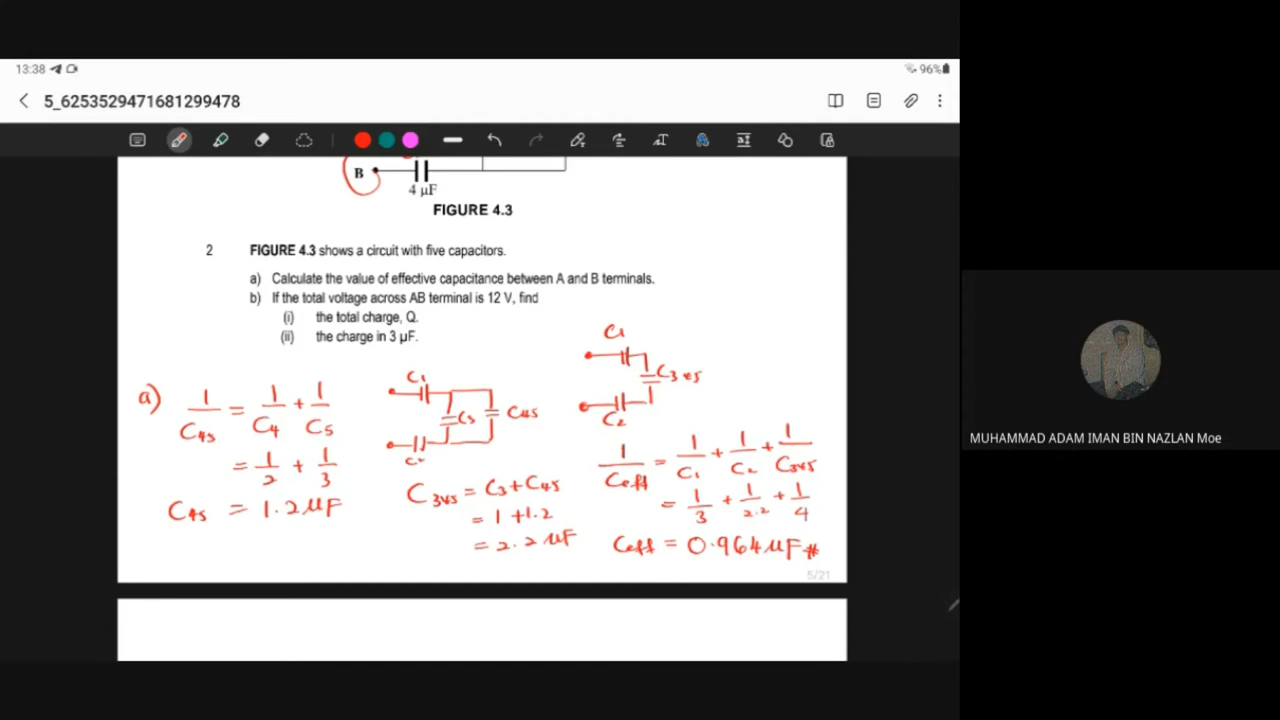 13:38
96%
5_6253529471681299478
B
4 µF
FIGURE 4.3
2 FIGURE 4.3 shows a circuit with five capacitors.
a) Calculate the value of effective capacitance between A and B terminals.
b) If the total voltage across AB terminal is 12 V, find
(i) the total charge, Q.
(ii) the charge in 3 µF.
a) 1/C45 = 1/C4 + 1/C5
= 1/2 + 1/3
C45 = 1.2 µF
C1
C3
C45
C2
C345 = C3 + C45
= 1 + 1.2
= 2.2 µF
C1
C345
C2
1/Ceff = 1/C1 + 1/C2 + 1/C345
= 1/3 + 1/2.2 + 1/4
Ceff = 0.964 µF #
5/21
MUHAMMAD ADAM IMAN BIN NAZLAN Moe